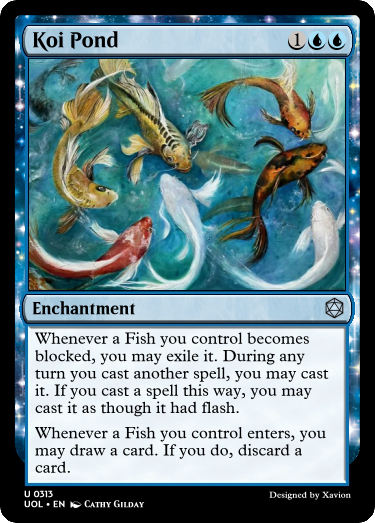 Koi Pond 1
Enchantment
Whenever a Fish you control becomes
blocked, you may exile it. During any
turn you cast another spell, you may cast
it. If you cast a spell this way, you may
cast it as though it had flash.
Whenever a Fish you control enters, you
may draw a card. If you do, discard a
card.
U 0313
UOL • EN Cathy Gilday
Designed by Xavion